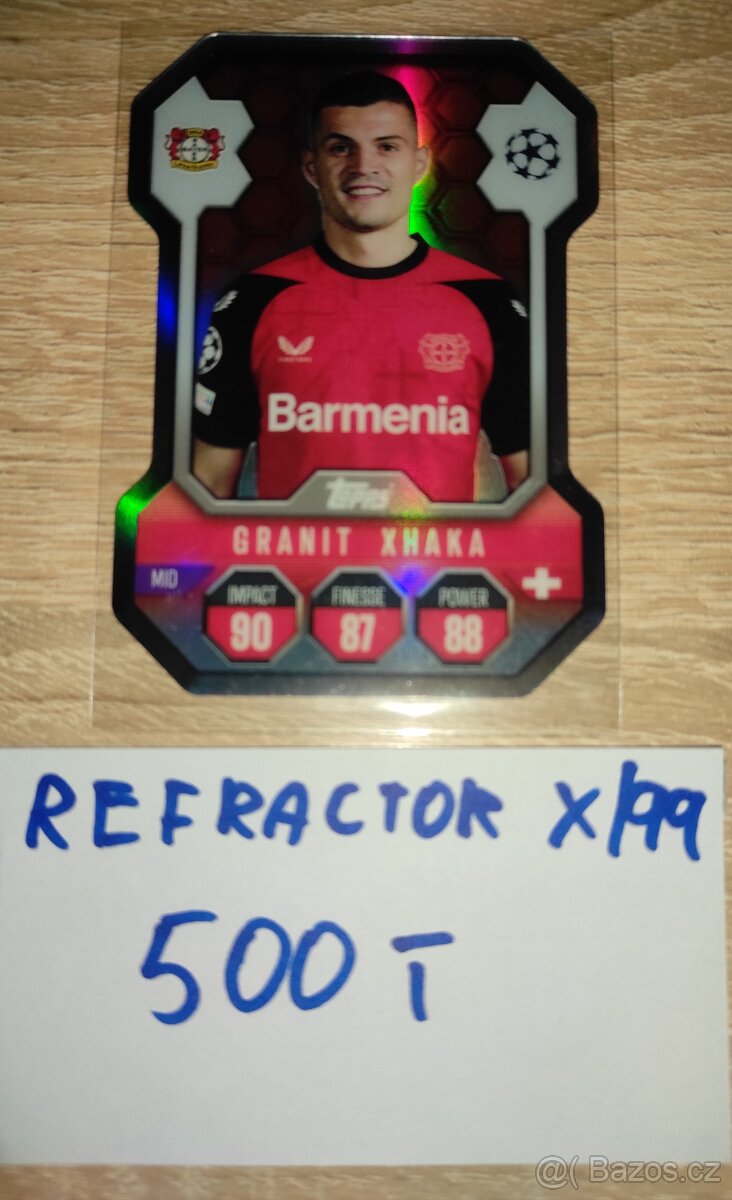 Barmenia
Topps
GRANIT XHAKA
MID
IMPACT FINESSE POWER
90 87 88
REFRACTOR X/99
500 T
@( Bazos.cz